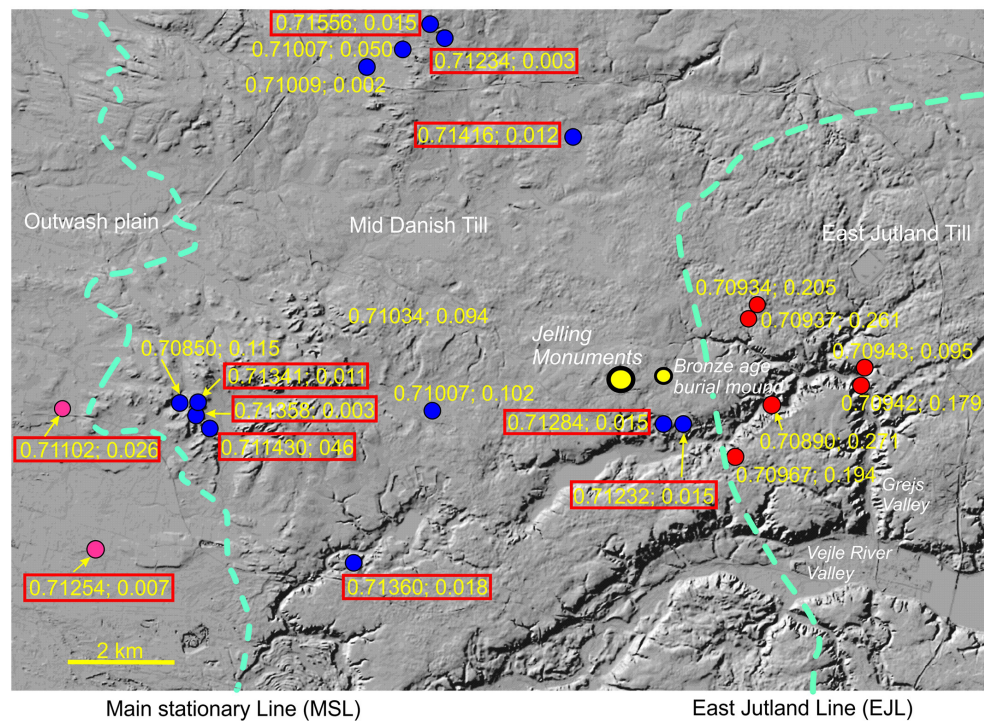 0.71556; 0.015
0.71007; 0.050
0.71234; 0.003
0.71009; 0.002
0.71416; 0.012
Outwash plain
Mid Danish Till
East Jutland Till
0.70934; 0.205
0.71034; 0.094
0.70937; 0.261
Jelling
Monuments
0.70850; 0.115
0.70943; 0.095
Bronze age
burial mound
0.71341; 0.011
0.71007; 0.102
0.70942; 0.179
0.71358; 0.003
0.71284; 0.015
0.711430; 046
0.70890; 0.271
0.71102; 0.026
0.70967; 0.194
0.71232; 0.015
Grejs
Valley
Vejle River
Valley
0.71254; 0.007
0.71360; 0.018
2 km
Main stationary Line (MSL)
East Jutland Line (EJL)